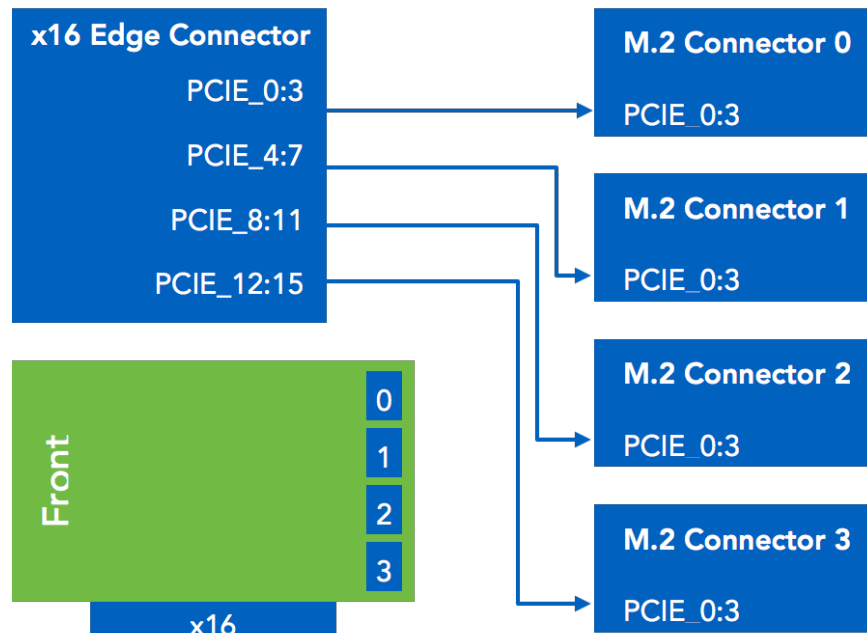 x16 Edge Connector
PCIE_0:3
PCIE_4:7
PCIE_8:11
PCIE_12:15
M.2 Connector 0
PCIE_0:3
M.2 Connector 1
PCIE_0:3
M.2 Connector 2
PCIE_0:3
M.2 Connector 3
PCIE_0:3
Front
0
1
2
3
x16